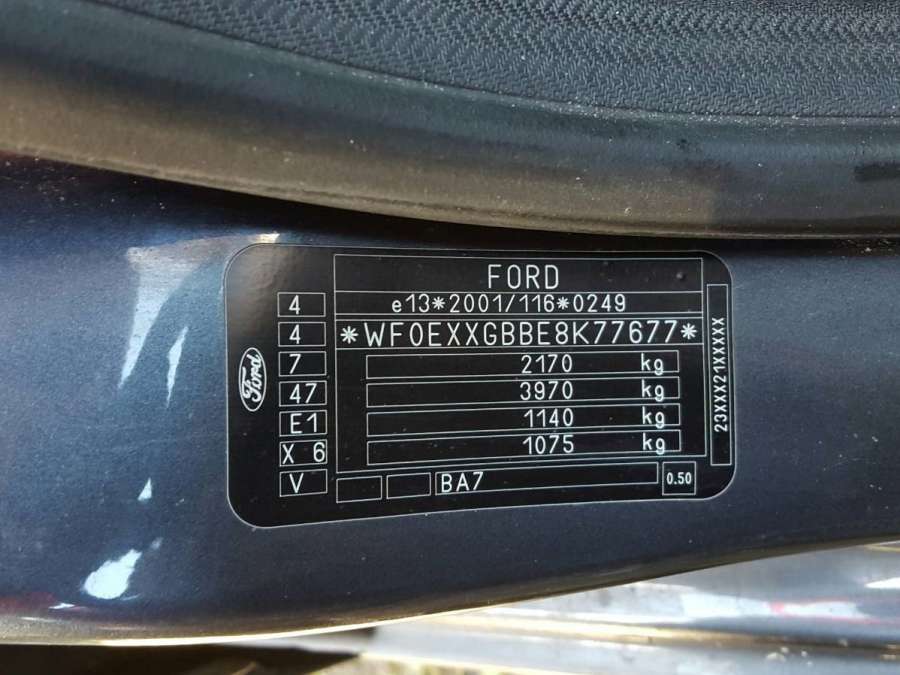 FORD
e13*2001/116*0249
*WF0EXXGBBE8K77677*
2170 kg
3970 kg
1140 kg
1075 kg
4
4
7
47
E1
X 6
V
BA7
0.50
23XXX21XXXXX
Ford